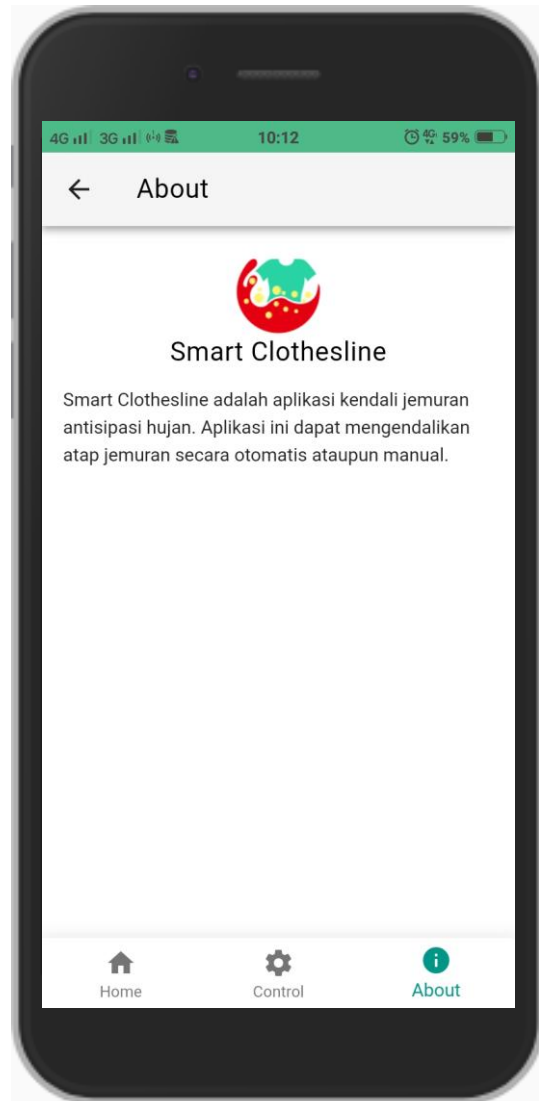 4G 3G 10:12 4G 59%
About
Smart Clothesline
Smart Clothesline adalah aplikasi kendali jemuran
antisipasi hujan. Aplikasi ini dapat mengendalikan
atap jemuran secara otomatis ataupun manual.
Home Control About